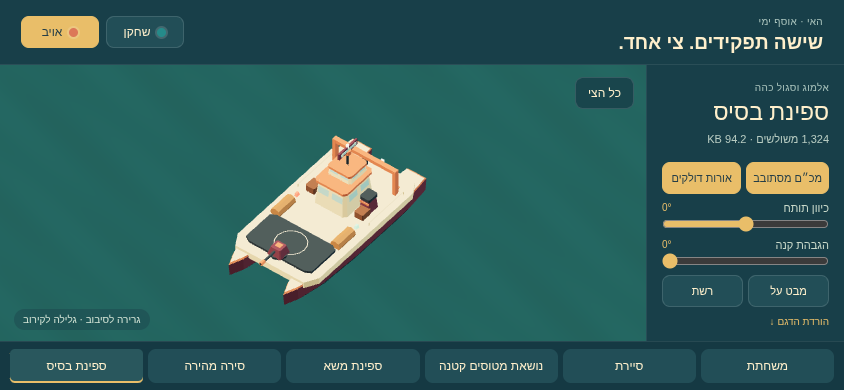 האי · אוסף ימי
שישה תפקידים. צי אחד.
שחקן
אויב
אלמוג וסגול כהה
ספינת בסיס
1,324 משולשים · 94.2 KB
מכ״ם מסתובב
אורות דולקים
כיוון תותח
0°
הגבהת קנה
0°
מבט על
רשת
הורדת הדגם ↓
כל הצי
גרירה לסיבוב · גלילה לקירוב
משחתת
סיירת
נושאת מטוסים קטנה
ספינת משא
סירה מהירה
ספינת בסיס